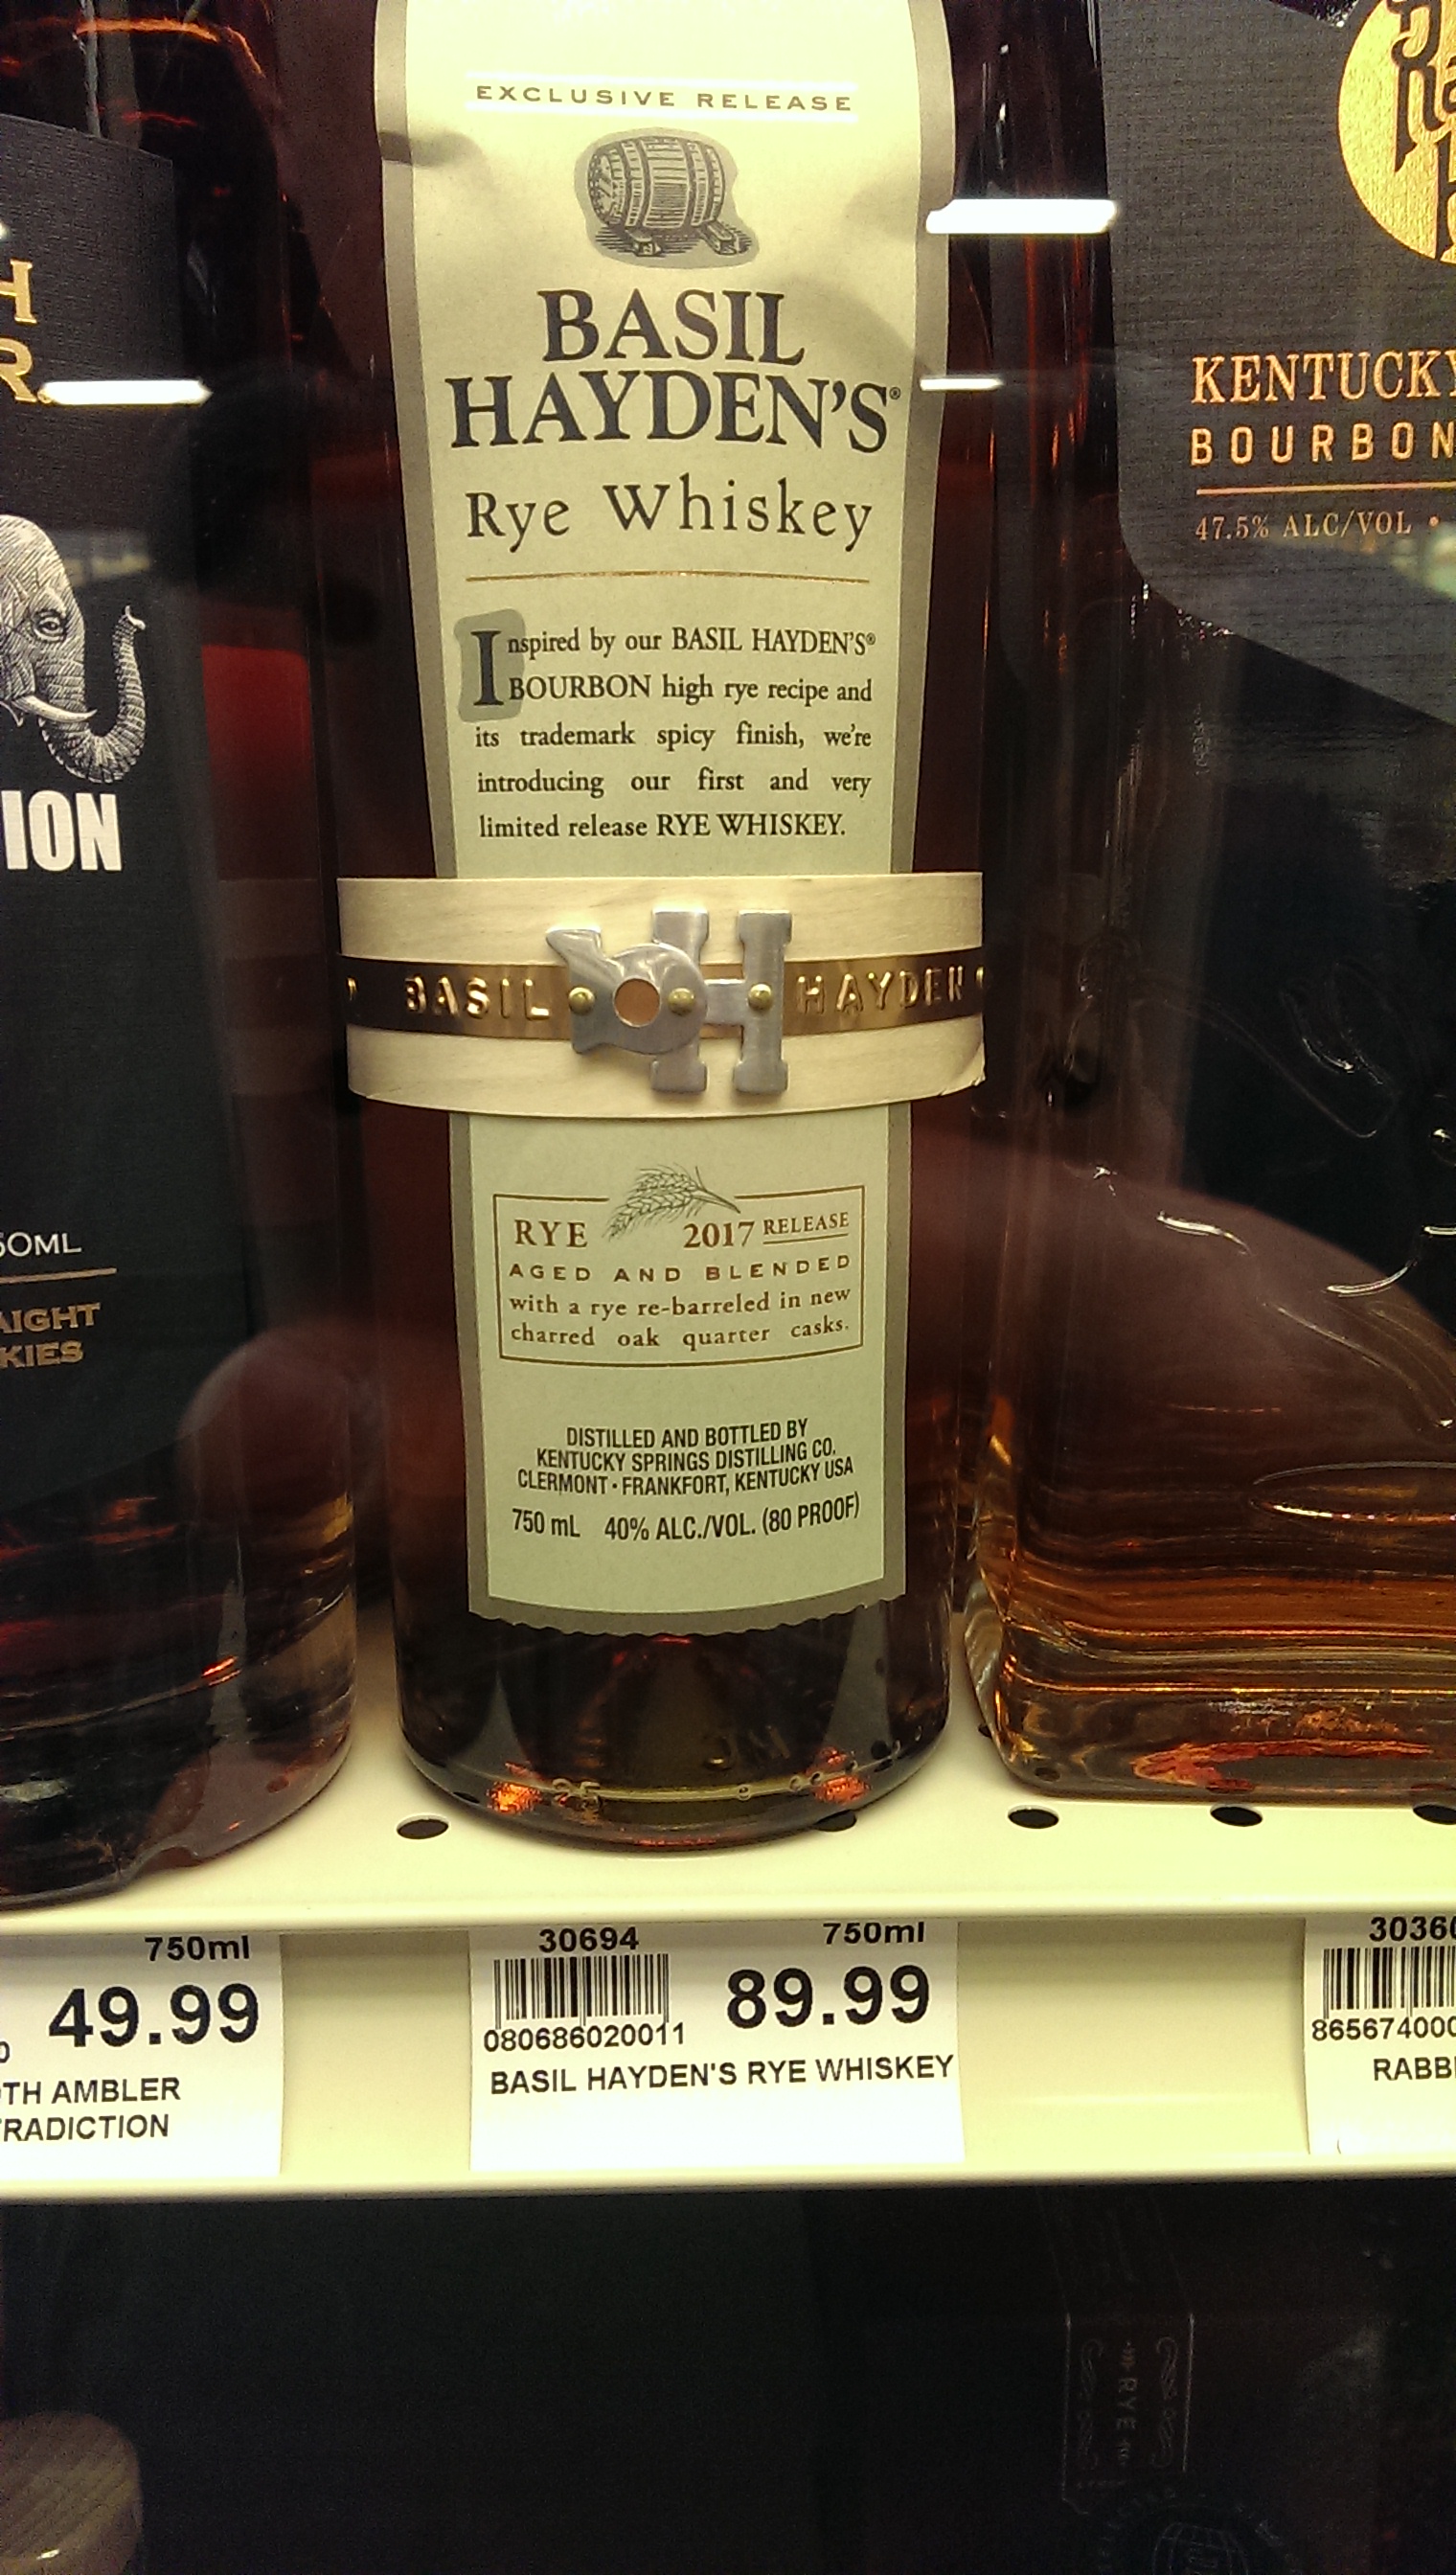 EXCLUSIVE RELEASE
BASIL
HAYDEN'S®
Rye Whiskey
Inspired by our BASIL HAYDEN'S®
BOURBON high rye recipe and
its trademark spicy finish, we're
introducing our first and very
limited release RYE WHISKEY.
BASIL BH HAYDEN'S
RYE 2017 RELEASE
AGED AND BLENDED
with a rye re-barreled in new
charred oak quarter casks.
DISTILLED AND BOTTLED BY
KENTUCKY SPRINGS DISTILLING CO.
CLERMONT · FRANKFORT, KENTUCKY USA
750 mL 40% ALC./VOL. (80 PROOF)
H
R.
ION
50ML
AIGHT
KIES
KENTUCKY
BOURBON
47.5% ALC/VOL •
750ml
49.99
TH AMBLER
TRADICTION
30694 750ml
89.99
080686020011
BASIL HAYDEN'S RYE WHISKEY
3036
865674000
RABB
RYE